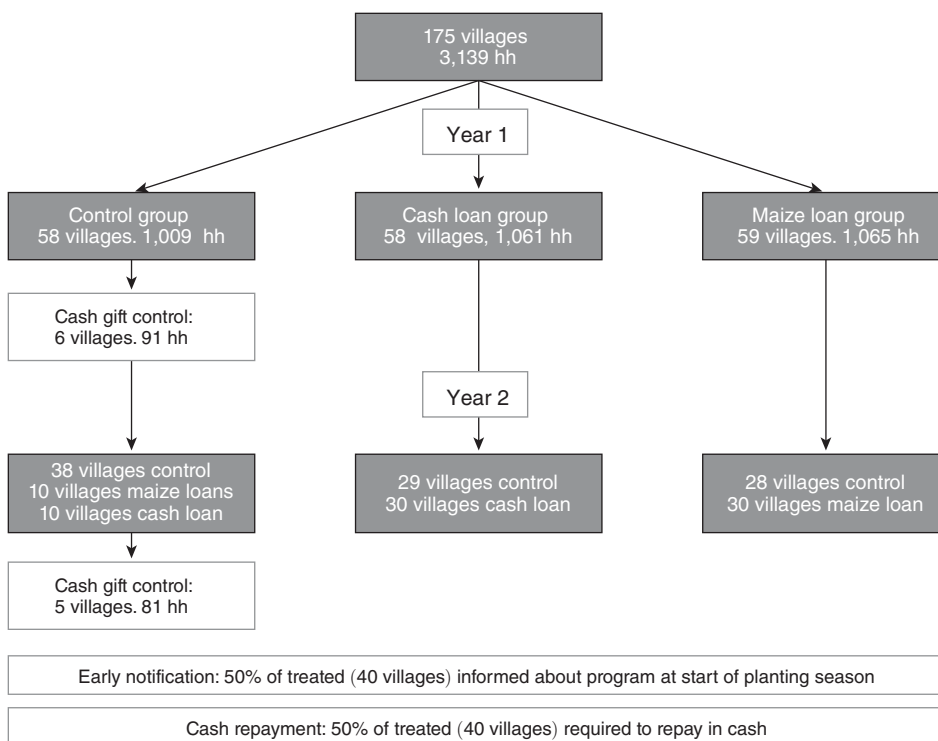 175 villages
3,139 hh
Year 1
Control group
58 villages. 1,009 hh
Cash loan group
58 villages, 1,061 hh
Maize loan group
59 villages. 1,065 hh
Cash gift control:
6 villages. 91 hh
Year 2
38 villages control
10 villages maize loans
10 villages cash loan
29 villages control
30 villages cash loan
28 villages control
30 villages maize loan
Cash gift control:
5 villages. 81 hh
Early notification: 50% of treated (40 villages) informed about program at start of planting season
Cash repayment: 50% of treated (40 villages) required to repay in cash